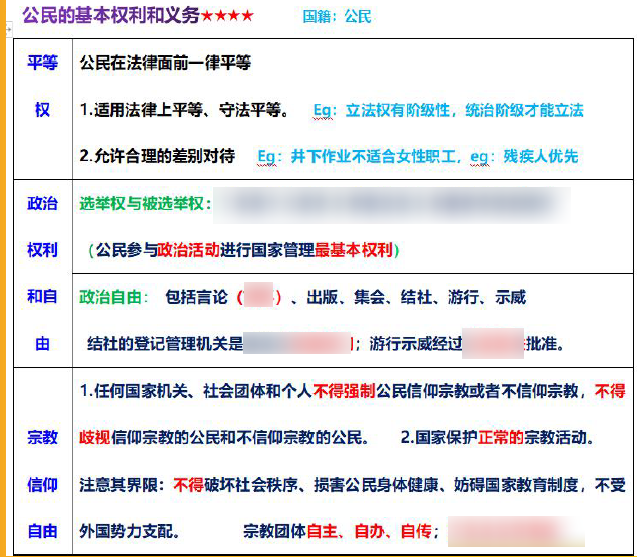 公民的基本权利和义务★★★★ 国籍：公民
平等权
公民在法律面前一律平等
1.适用法律上平等、守法平等。 Eg：立法权有阶级性，统治阶级才能立法
2.允许合理的差别对待 Eg：井下作业不适合女性职工，eg：残疾人优先
政治权利和自由
选举权与被选举权：
（公民参与政治活动进行国家管理最基本权利）
政治自由： 包括言论（ ）、出版、集会、结社、游行、示威
结社的登记管理机关是 ；游行示威经过 批准。
宗教信仰自由
1.任何国家机关、社会团体和个人不得强制公民信仰宗教或者不信仰宗教，不得
歧视信仰宗教的公民和不信仰宗教的公民。 2.国家保护正常的宗教活动。
注意其界限：不得破坏社会秩序、损害公民身体健康、妨碍国家教育制度，不受
外国势力支配。 宗教团体自主、自办、自传；